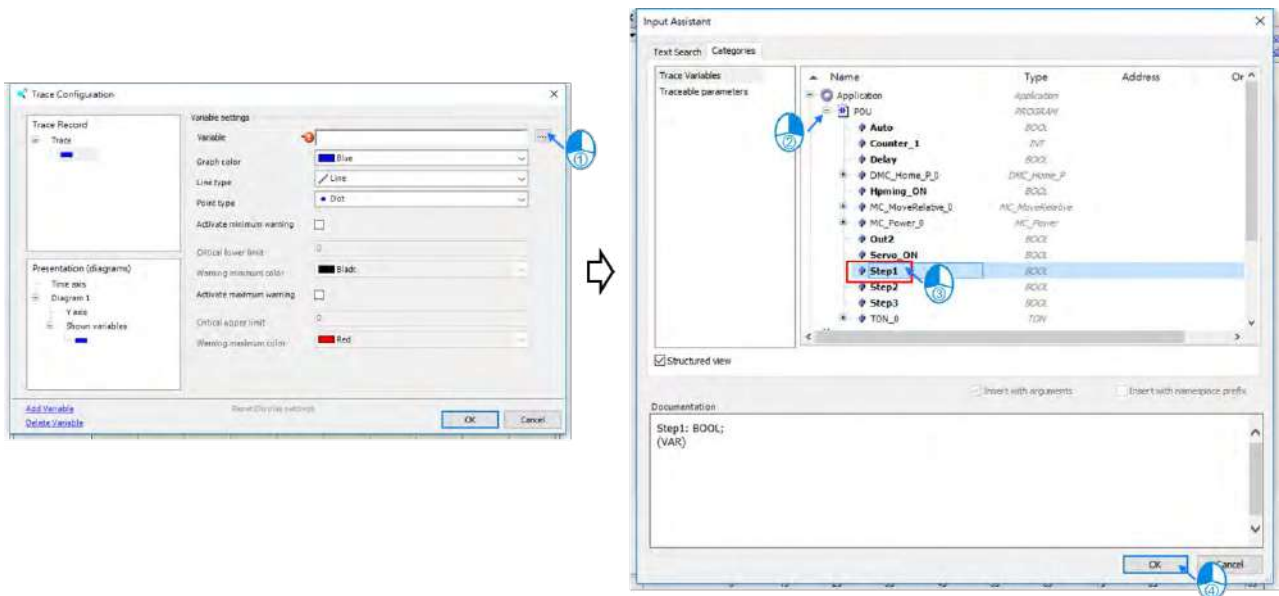 Trace Configuration
Trace Record
Trace
Presentation (diagrams)
Time axis
Diagram 1
Y axis
Shown variables
Add Variable
Delete Variable
Variable settings
Variable
Graph color
Blue
Line type
Line
Point type
Dot
Activate minimum warning
Critical lower limit
0
Warning minimum color
Black
Activate maximum warning
Critical upper limit
0
Warning maximum color
Red
Reset Display settings
OK
Cancel
①
Input Assistant
Text Search
Categories
Trace Variables
Traceable parameters
Name Type Address Or
Application Application
POU PROGRAM
②
Auto BOOL
Counter_1 INT
Delay BOOL
DMC_Home_P_0 DMC_Home_P
Hpming_ON BOOL
MC_MoveRelative_0 MC_MoveRelative
MC_Power_0 MC_Power
Out2 BOOL
Servo_ON BOOL
Step1 BOOL
③
Step2 BOOL
Step3 BOOL
TON_0 TON
Structured view
Insert with arguments
Insert with namespace prefix
Documentation
Step1: BOOL;
(VAR)
OK
Cancel
④